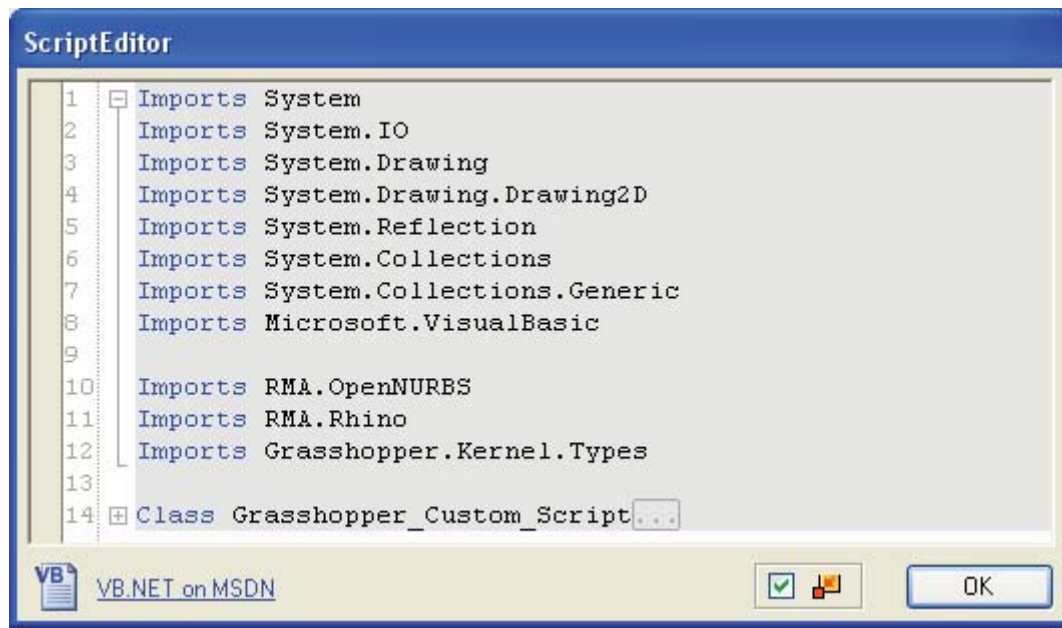 ScriptEditor
1 Imports System
2 Imports System.IO
3 Imports System.Drawing
4 Imports System.Drawing.Drawing2D
5 Imports System.Reflection
6 Imports System.Collections
7 Imports System.Collections.Generic
8 Imports Microsoft.VisualBasic
9
10 Imports RMA.OpenNURBS
11 Imports RMA.Rhino
12 Imports Grasshopper.Kernel.Types
13
14 Class Grasshopper_Custom_Script...
VB VB.NET on MSDN OK